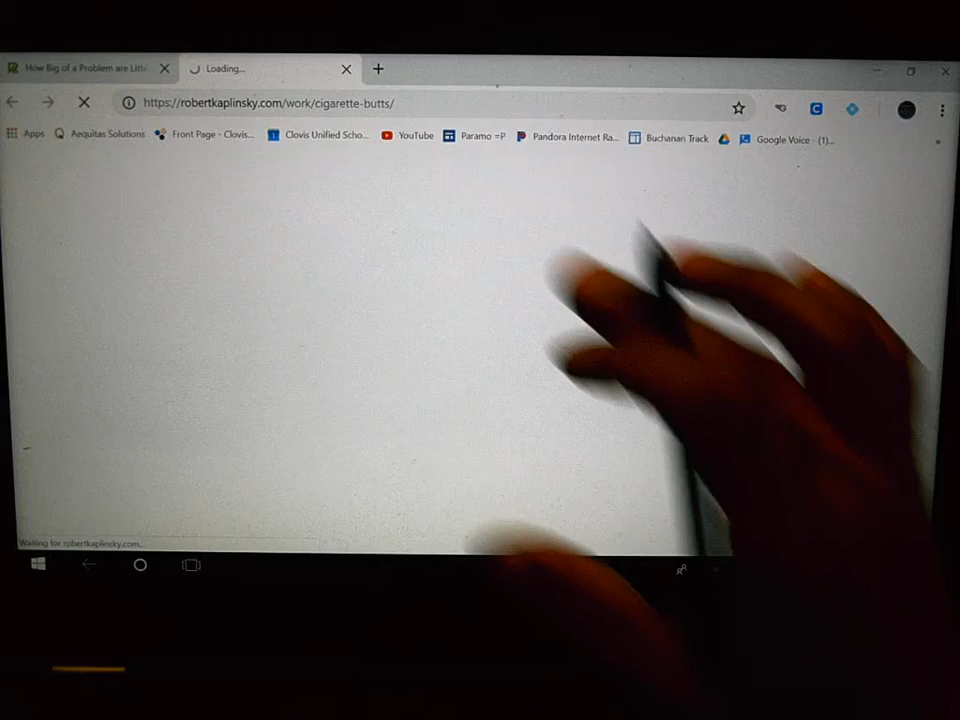 How Big of a Problem are Litt
Loading...
https://robertkaplinsky.com/work/cigarette-butts/
Apps Aequitas Solutions Front Page - Clovis... Clovis Unified Scho... YouTube Paramo =P Pandora Internet Ra... Buchanan Track Google Voice - (1)...
Waiting for robertkaplinsky.com...